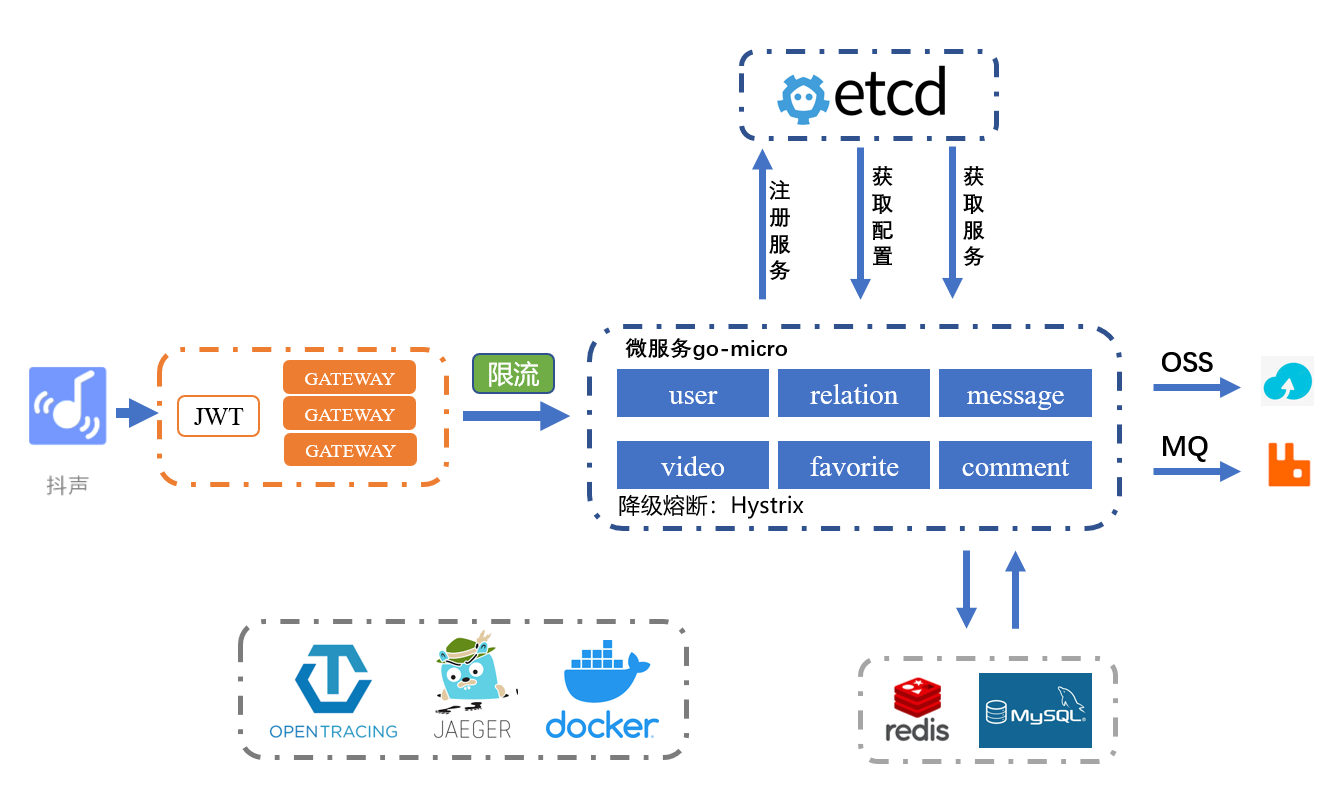 etcd
注册服务
获取配置
获取服务
抖声
JWT
GATEWAY
GATEWAY
GATEWAY
限流
微服务go-micro
user
relation
message
video
favorite
comment
降级熔断：Hystrix
OSS
MQ
OPENTRACING
JAEGER
docker
redis
MySQL